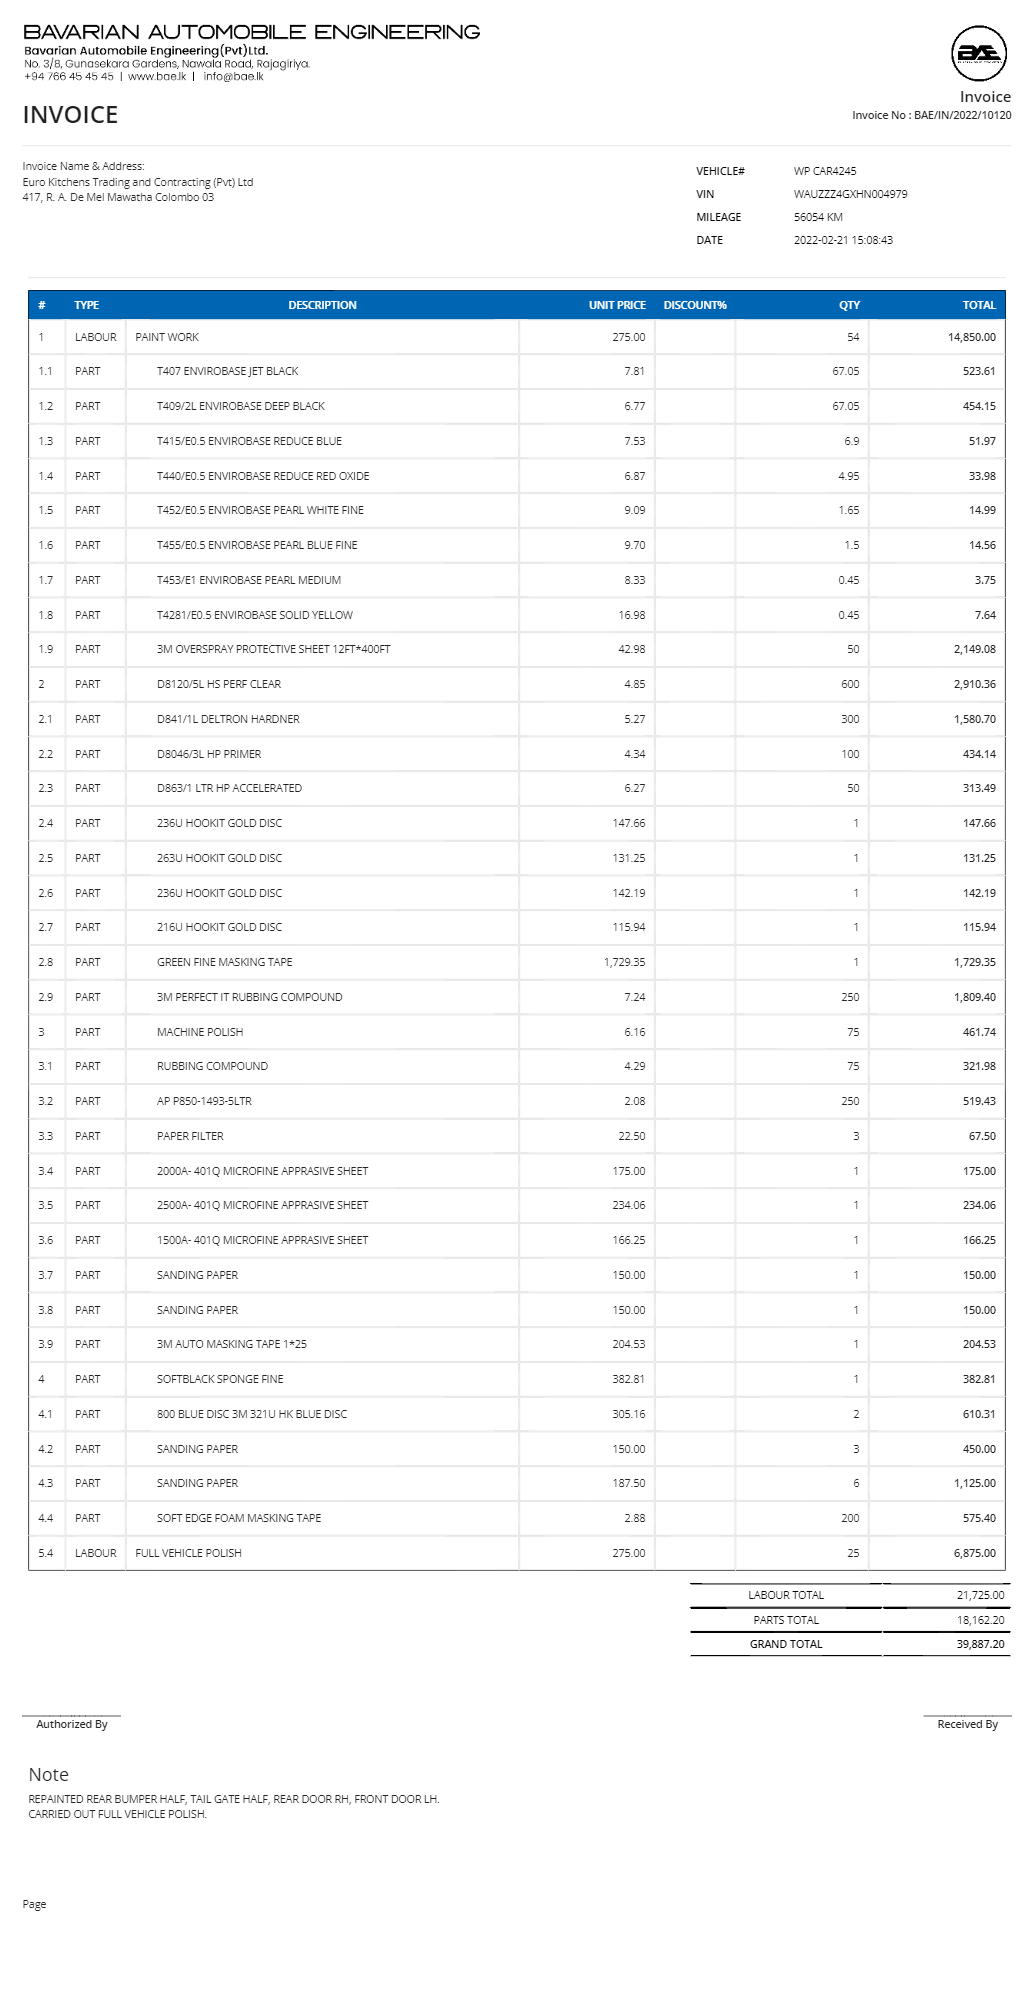 BAVARIAN AUTOMOBILE ENGINEERING
Bavarian Automobile Engineering(Pvt)Ltd.
No. 3/8, Gunasekara Gardens, Nawala Road, Rajagiriya.
+94 766 45 45 45 | www.bae.lk | info@bae.lk
BAE
Invoice
INVOICE
Invoice No : BAE/IN/2022/10120
Invoice Name & Address:
Euro Kitchens Trading and Contracting (Pvt) Ltd
417, R. A. De Mel Mawatha Colombo 03
VEHICLE# WP CAR4245
VIN WAUZZZ4GXHN004979
MILEAGE 56054 KM
DATE 2022-02-21 15:08:43
# TYPE DESCRIPTION UNIT PRICE DISCOUNT% QTY TOTAL
1 LABOUR PAINT WORK 275.00 54 14,850.00
1.1 PART T407 ENVIROBASE JET BLACK 7.81 67.05 523.61
1.2 PART T409/2L ENVIROBASE DEEP BLACK 6.77 67.05 454.15
1.3 PART T415/E0.5 ENVIROBASE REDUCE BLUE 7.53 6.9 51.97
1.4 PART T440/E0.5 ENVIROBASE REDUCE RED OXIDE 6.87 4.95 33.98
1.5 PART T452/E0.5 ENVIROBASE PEARL WHITE FINE 9.09 1.65 14.99
1.6 PART T455/E0.5 ENVIROBASE PEARL BLUE FINE 9.70 1.5 14.56
1.7 PART T453/E1 ENVIROBASE PEARL MEDIUM 8.33 0.45 3.75
1.8 PART T4281/E0.5 ENVIROBASE SOLID YELLOW 16.98 0.45 7.64
1.9 PART 3M OVERSPRAY PROTECTIVE SHEET 12FT*400FT 42.98 50 2,149.08
2 PART D8120/5L HS PERF CLEAR 4.85 600 2,910.36
2.1 PART D841/1L DELTRON HARDNER 5.27 300 1,580.70
2.2 PART D8046/3L HP PRIMER 4.34 100 434.14
2.3 PART D863/1 LTR HP ACCELERATED 6.27 50 313.49
2.4 PART 236U HOOKIT GOLD DISC 147.66 1 147.66
2.5 PART 263U HOOKIT GOLD DISC 131.25 1 131.25
2.6 PART 236U HOOKIT GOLD DISC 142.19 1 142.19
2.7 PART 216U HOOKIT GOLD DISC 115.94 1 115.94
2.8 PART GREEN FINE MASKING TAPE 1,729.35 1 1,729.35
2.9 PART 3M PERFECT IT RUBBING COMPOUND 7.24 250 1,809.40
3 PART MACHINE POLISH 6.16 75 461.74
3.1 PART RUBBING COMPOUND 4.29 75 321.98
3.2 PART AP P850-1493-5LTR 2.08 250 519.43
3.3 PART PAPER FILTER 22.50 3 67.50
3.4 PART 2000A- 401Q MICROFINE APPRASIVE SHEET 175.00 1 175.00
3.5 PART 2500A- 401Q MICROFINE APPRASIVE SHEET 234.06 1 234.06
3.6 PART 1500A- 401Q MICROFINE APPRASIVE SHEET 166.25 1 166.25
3.7 PART SANDING PAPER 150.00 1 150.00
3.8 PART SANDING PAPER 150.00 1 150.00
3.9 PART 3M AUTO MASKING TAPE 1*25 204.53 1 204.53
4 PART SOFTBLACK SPONGE FINE 382.81 1 382.81
4.1 PART 800 BLUE DISC 3M 321U HK BLUE DISC 305.16 2 610.31
4.2 PART SANDING PAPER 150.00 3 450.00
4.3 PART SANDING PAPER 187.50 6 1,125.00
4.4 PART SOFT EDGE FOAM MASKING TAPE 2.88 200 575.40
5.4 LABOUR FULL VEHICLE POLISH 275.00 25 6,875.00
LABOUR TOTAL 21,725.00
PARTS TOTAL 18,162.20
GRAND TOTAL 39,887.20
Authorized By Received By
Note
REPAINTED REAR BUMPER HALF, TAIL GATE HALF, REAR DOOR RH, FRONT DOOR LH.
CARRIED OUT FULL VEHICLE POLISH.
Page